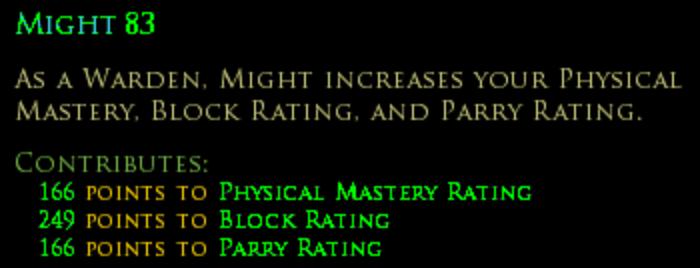 Might 83
As a Warden, Might increases your Physical
Mastery, Block Rating, and Parry Rating.
Contributes:
166 points to Physical Mastery Rating
249 points to Block Rating
166 points to Parry Rating